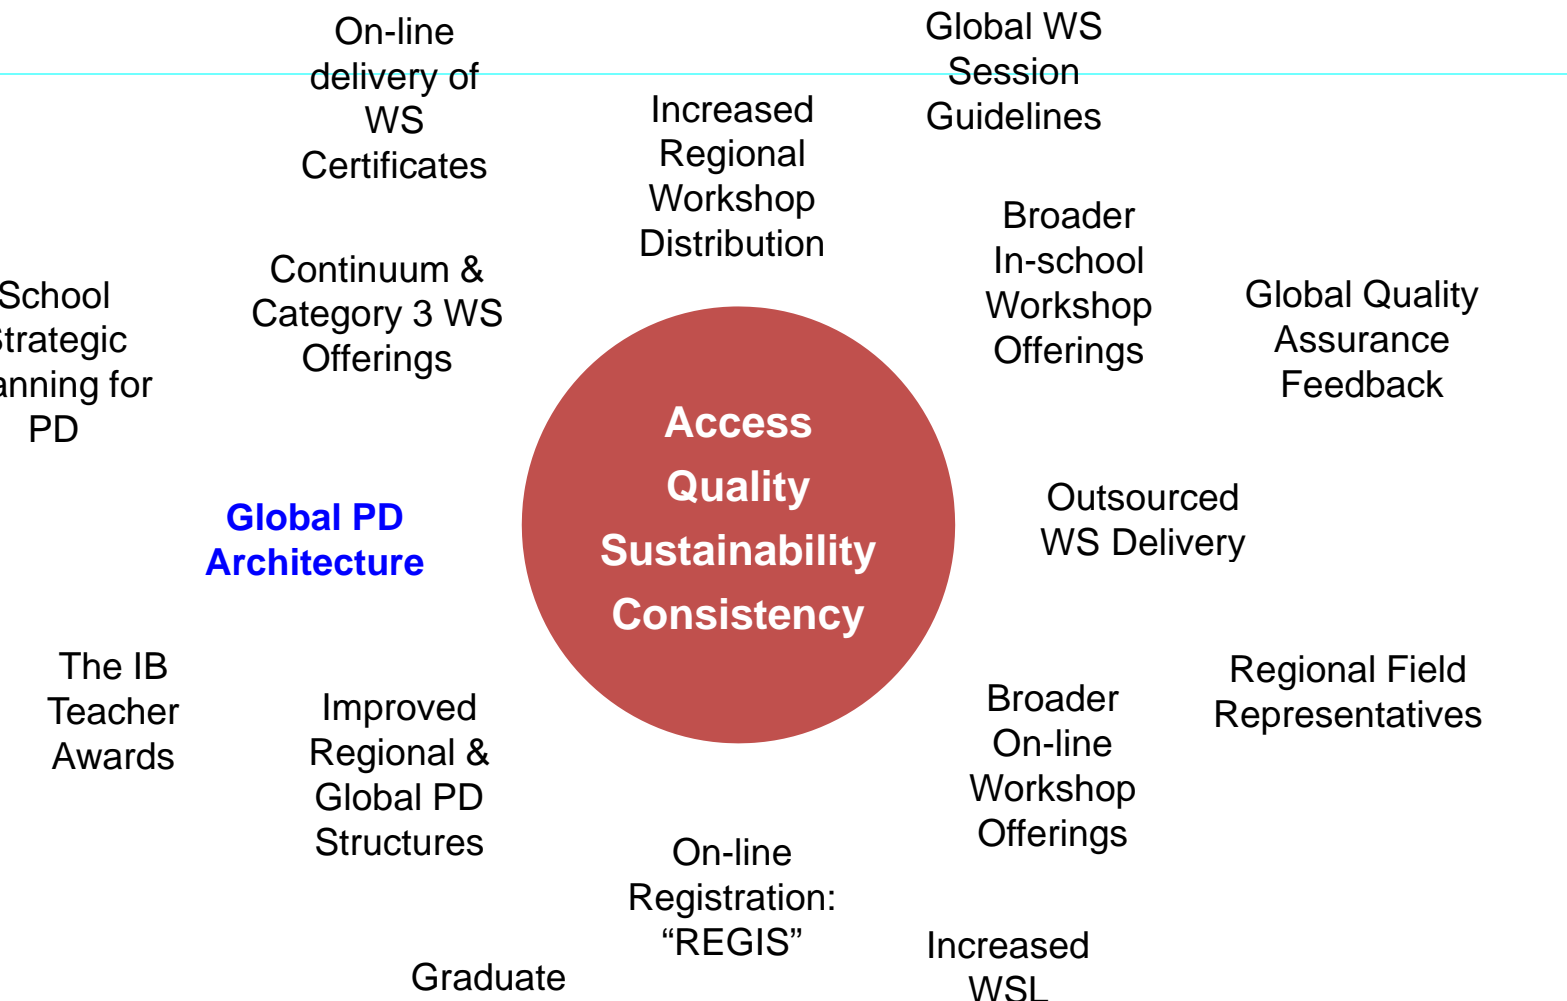 On-line
delivery of
WS
Certificates
Global WS
Session
Guidelines
Increased
Regional
Workshop
Distribution
Broader
In-school
Workshop
Offerings
Continuum &
Category 3 WS
Offerings
School
for
PD
Global Quality
Assurance
Feedback
Access
Quality
Sustainability
Consistency
Global PD
Architecture
Outsourced
WS Delivery
The IB
Teacher
Awards
Improved
Regional &
Global PD
Structures
Regional Field
Representatives
Broader
On-line
Workshop
Offerings
On-line
Registration:
“REGIS”
Graduate
Increased
WSL